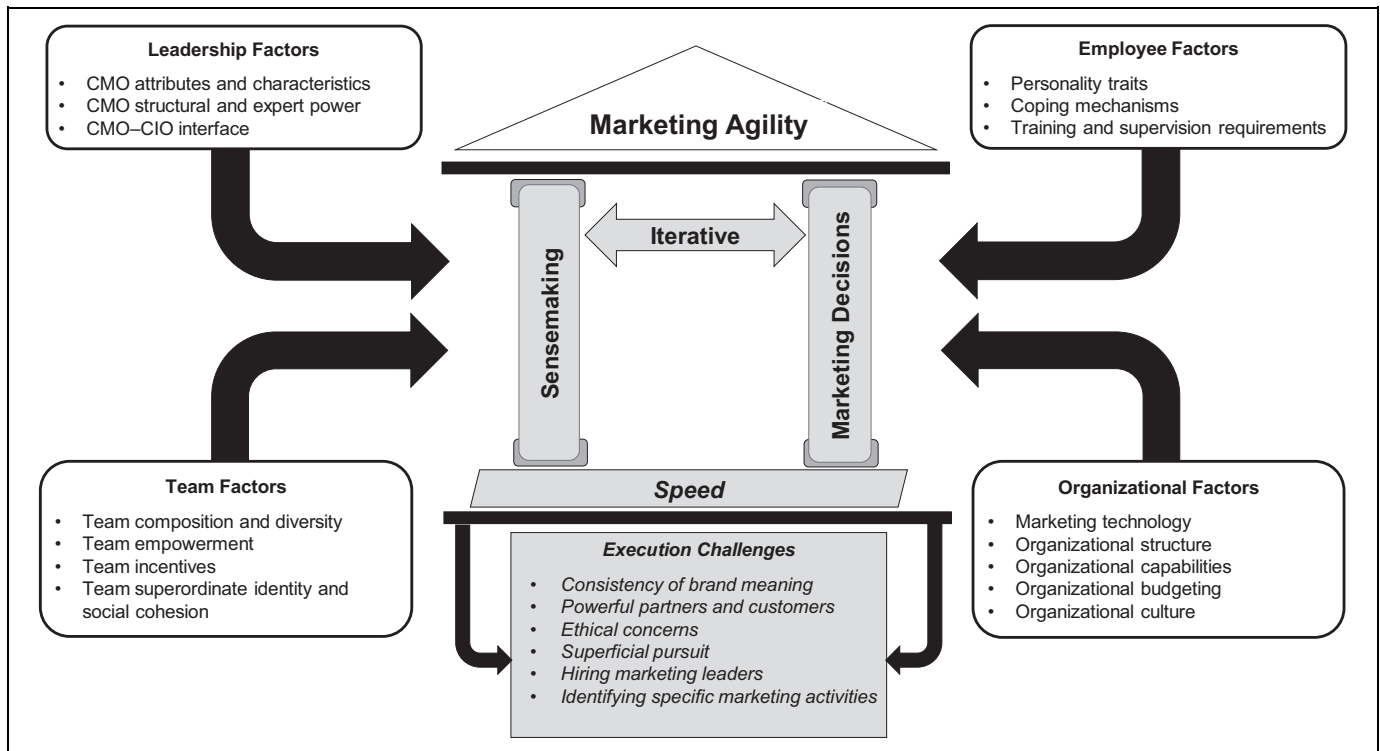 Leadership Factors
• CMO attributes and characteristics
• CMO structural and expert power
• CMO–CIO interface
Employee Factors
• Personality traits
• Coping mechanisms
• Training and supervision requirements
Marketing Agility
Sensemaking
Iterative
Marketing Decisions
Speed
Team Factors
• Team composition and diversity
• Team empowerment
• Team incentives
• Team superordinate identity and
social cohesion
Organizational Factors
• Marketing technology
• Organizational structure
• Organizational capabilities
• Organizational budgeting
• Organizational culture
Execution Challenges
• Consistency of brand meaning
• Powerful partners and customers
• Ethical concerns
• Superficial pursuit
• Hiring marketing leaders
• Identifying specific marketing activities